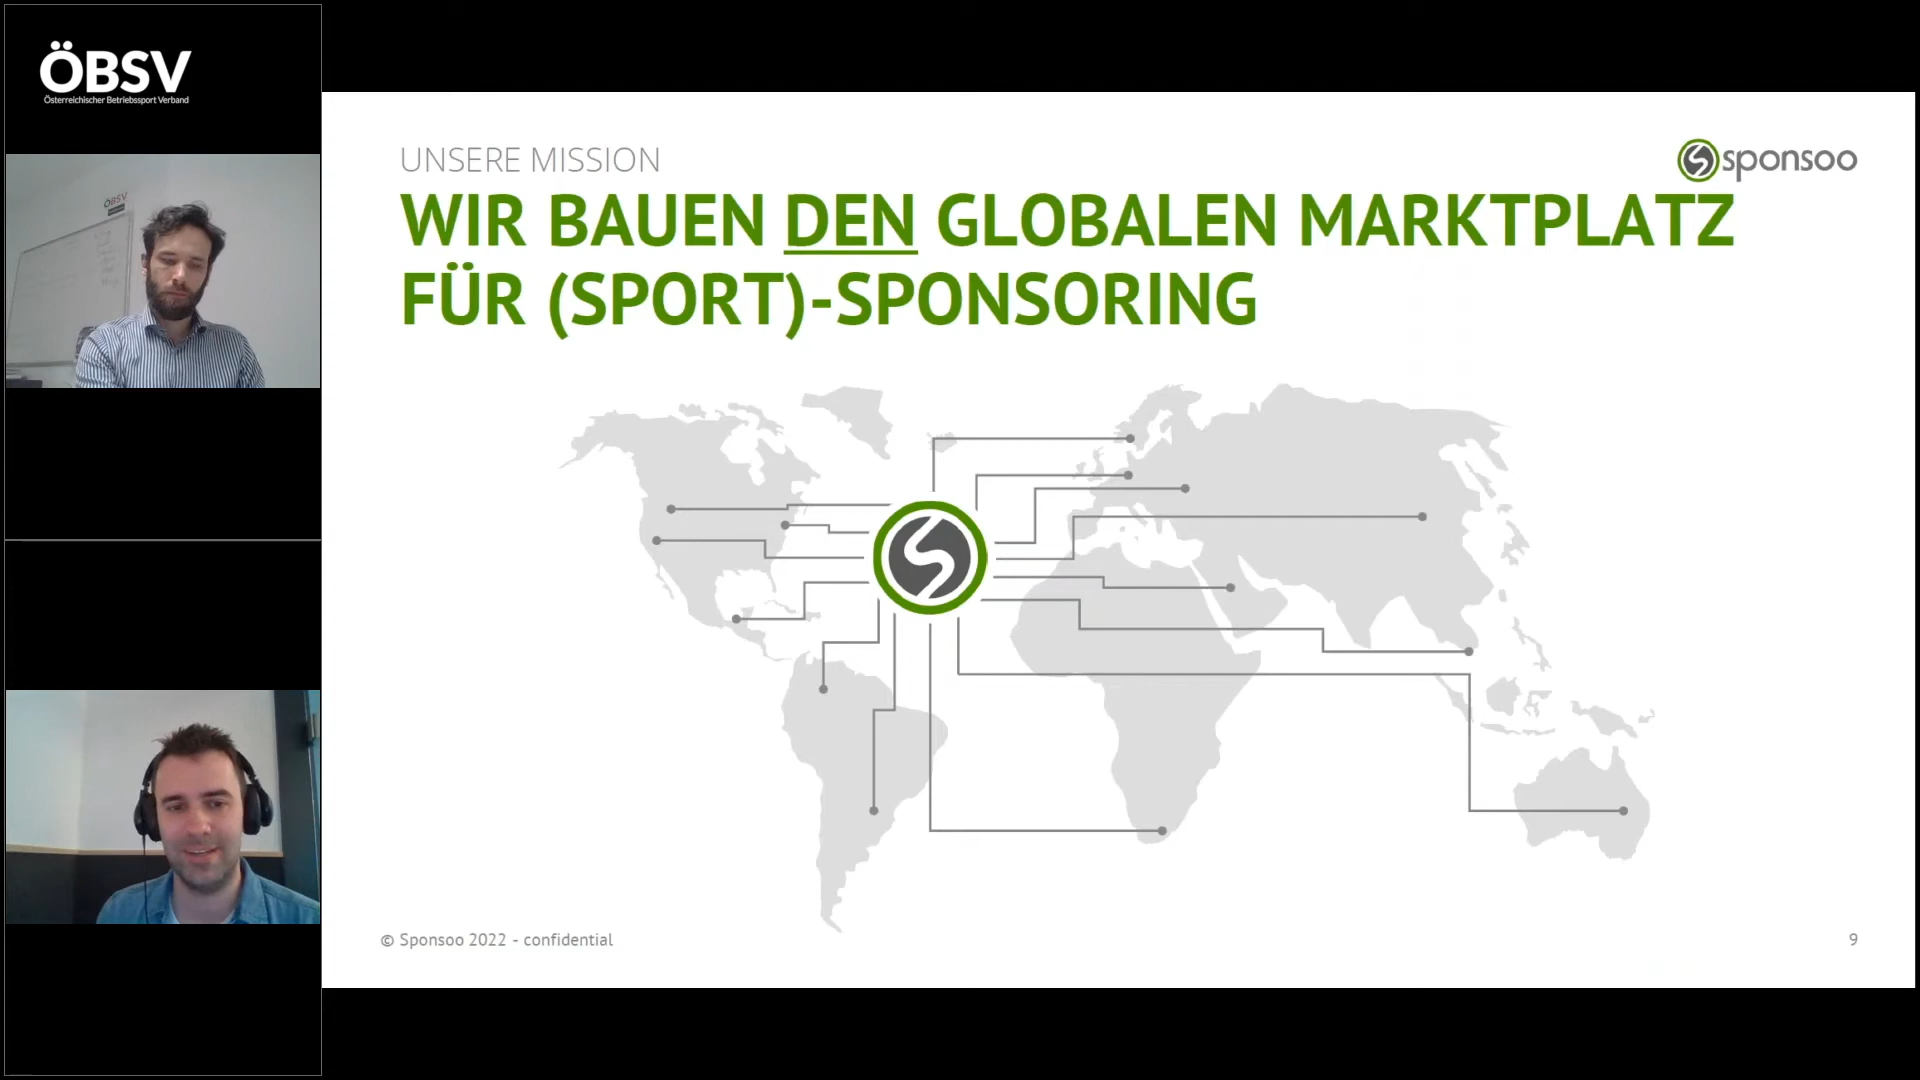 ÖBSV
Österreichischer Betriebssport Verband
ÖBSV
UNSERE MISSION
sponsoo
WIR BAUEN DEN GLOBALEN MARKTPLATZ
FÜR (SPORT)-SPONSORING
© Sponsoo 2022 - confidential
9